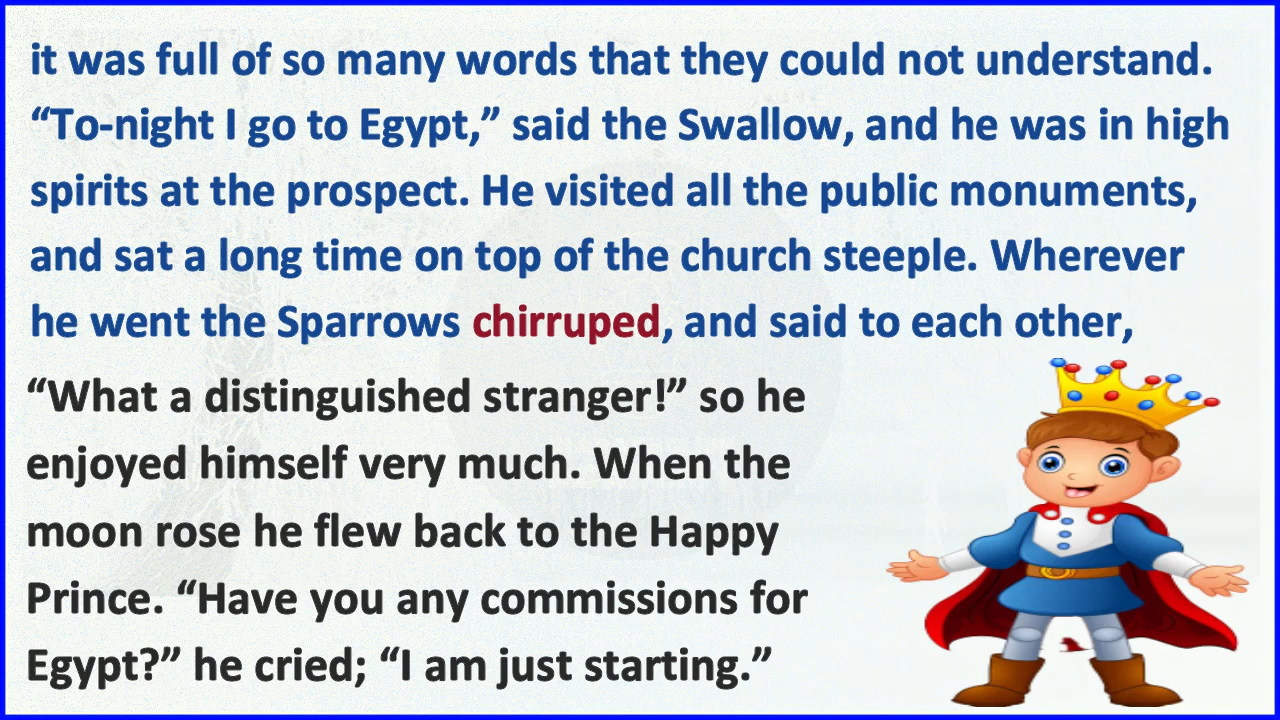 it was full of so many words that they could not understand.
“To-night I go to Egypt,” said the Swallow, and he was in high
spirits at the prospect. He visited all the public monuments,
and sat a long time on top of the church steeple. Wherever
he went the Sparrows chirruped, and said to each other,
“What a distinguished stranger!” so he
enjoyed himself very much. When the
moon rose he flew back to the Happy
Prince. “Have you any commissions for
Egypt?” he cried; “I am just starting.”